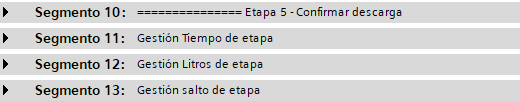 Segmento 10: =============== Etapa 5 - Confirmar descarga
Segmento 11: Gestión Tiempo de etapa
Segmento 12: Gestión Litros de etapa
Segmento 13: Gestión salto de etapa